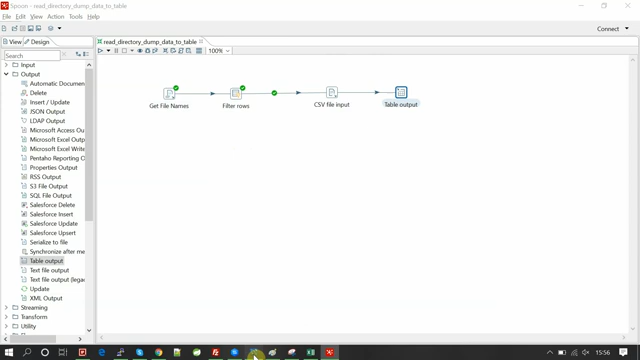 Spoon - read_directory_dump_data_to_table
File Edit View Action Tools Help
Connect
View Design
read_directory_dump_data_to_table
Search
100%
Input
Output
Automatic Documen
Delete
Insert / Update
JSON Output
LDAP Output
Microsoft Access Ou
Microsoft Excel Outp
Microsoft Excel Write
Pentaho Reporting O
Properties Output
RSS Output
S3 File Output
SQL File Output
Salesforce Delete
Salesforce Insert
Salesforce Update
Salesforce Upsert
Serialize to file
Synchronize after me
Table output
Text file output
Text file output (legac
Update
XML Output
Streaming
Transform
Utility
Get File Names
Filter rows
CSV file input
Table output
15:56